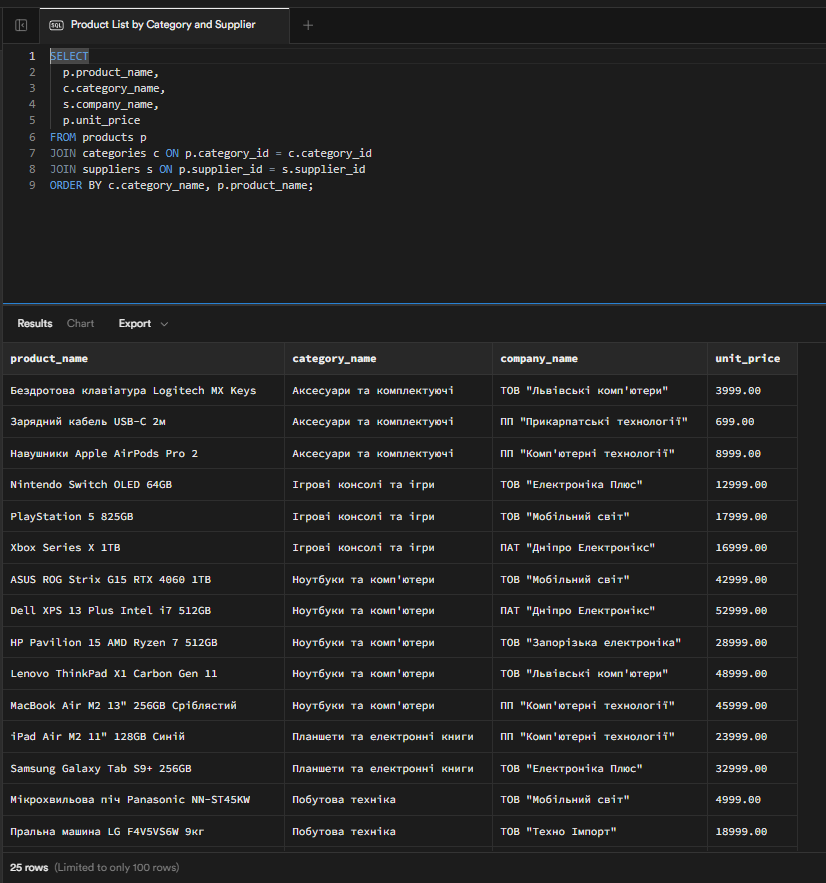 SQL Product List by Category and Supplier +
1 SELECT
2 p.product_name,
3 c.category_name,
4 s.company_name,
5 p.unit_price
6 FROM products p
7 JOIN categories c ON p.category_id = c.category_id
8 JOIN suppliers s ON p.supplier_id = s.supplier_id
9 ORDER BY c.category_name, p.product_name;
Results Chart Export
product_name category_name company_name unit_price
Бездротова клавіатура Logitech MX Keys Аксесуари та комплектуючі ТОВ "Львівські комп'ютери" 3999.00
Зарядний кабель USB-C 2м Аксесуари та комплектуючі ПП "Прикарпатські технології" 699.00
Навушники Apple AirPods Pro 2 Аксесуари та комплектуючі ПП "Комп'ютерні технології" 8999.00
Nintendo Switch OLED 64GB Ігрові консолі та ігри ТОВ "Електроніка Плюс" 12999.00
PlayStation 5 825GB Ігрові консолі та ігри ТОВ "Мобільний світ" 17999.00
Xbox Series X 1TB Ігрові консолі та ігри ПАТ "Дніпро Електронікс" 16999.00
ASUS ROG Strix G15 RTX 4060 1TB Ноутбуки та комп'ютери ТОВ "Мобільний світ" 42999.00
Dell XPS 13 Plus Intel i7 512GB Ноутбуки та комп'ютери ПАТ "Дніпро Електронікс" 52999.00
HP Pavilion 15 AMD Ryzen 7 512GB Ноутбуки та комп'ютери ТОВ "Запорізька електроніка" 28999.00
Lenovo ThinkPad X1 Carbon Gen 11 Ноутбуки та комп'ютери ТОВ "Львівські комп'ютери" 48999.00
MacBook Air M2 13" 256GB Сріблястий Ноутбуки та комп'ютери ПП "Комп'ютерні технології" 45999.00
iPad Air M2 11" 128GB Синій Планшети та електронні книги ПП "Комп'ютерні технології" 23999.00
Samsung Galaxy Tab S9+ 256GB Планшети та електронні книги ТОВ "Електроніка Плюс" 32999.00
Мікрохвильова піч Panasonic NN-ST45KW Побутова техніка ТОВ "Мобільний світ" 4999.00
Пральна машина LG F4V5VS6W 9кг Побутова техніка ТОВ "Техно Імпорт" 18999.00
25 rows (Limited to only 100 rows)